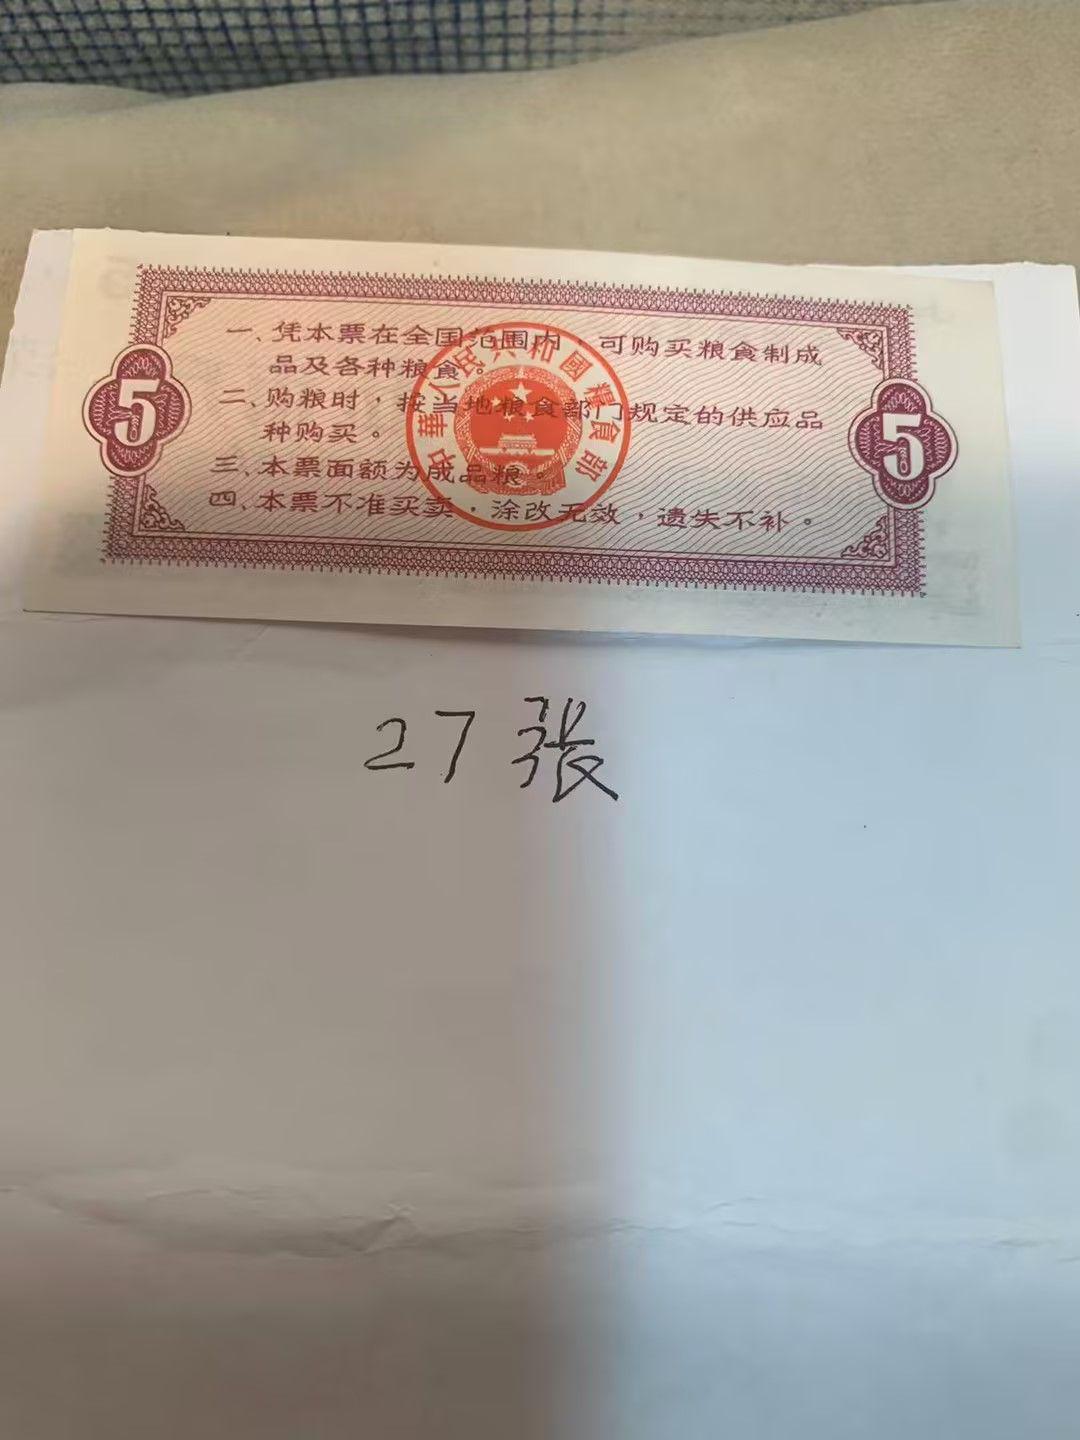 一、凭本票在全国范围内，可购买粮食制成
品及各种粮食。
二、购粮时，按当地粮食部门规定的供应品
种购买。
三、本票面额为成品粮。
四、本票不准买卖，涂改无效，遗失不补。
5
5
中華人民共和國糧食部
27张